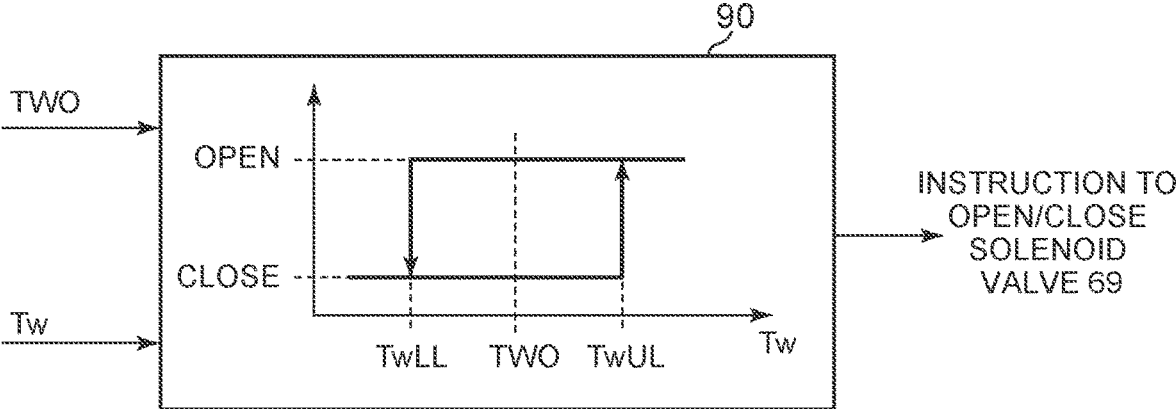 90
TWO
OPEN
CLOSE
Tw
TwLL TWO TwUL Tw
INSTRUCTION TO
OPEN/CLOSE
SOLENOID
VALVE 69